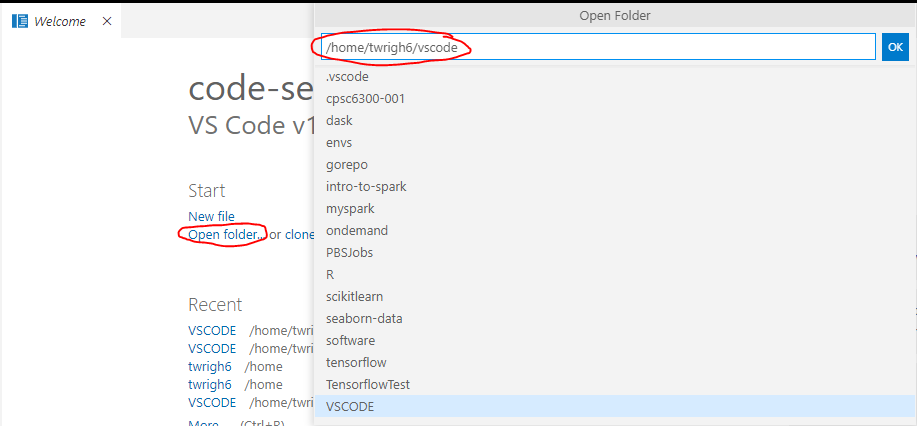 Welcome
Open Folder
/home/twrigh6/vscode
OK
.vscode
cpsc6300-001
dask
envs
gorepo
intro-to-spark
myspark
ondemand
PBSJobs
R
scikitlearn
seaborn-data
software
tensorflow
TensorflowTest
VSCODE
code-se
VS Code v1
Start
New file
Open folder... or clone
Recent
VSCODE /home/twri
VSCODE /home/twri
twrigh6 /home
twrigh6 /home
VSCODE /home/twri
More... (Ctrl+R)